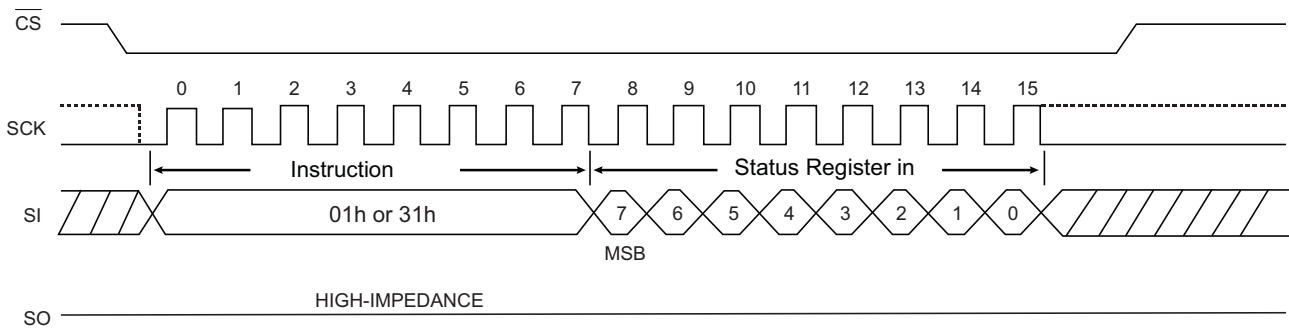 CS
0 1 2 3 4 5 6 7 8 9 10 11 12 13 14 15
SCK
Instruction Status Register in
SI 01h or 31h 7 6 5 4 3 2 1 0
MSB
HIGH-IMPEDANCE
SO